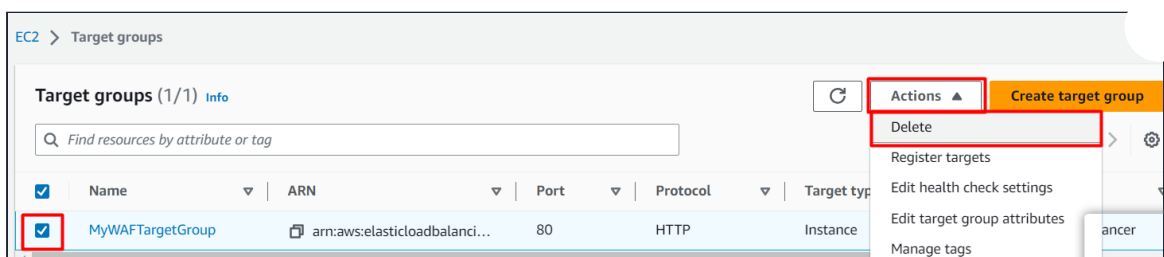 EC2 > Target groups
Target groups (1/1) Info
Actions ▲
Create target group
Find resources by attribute or tag
Delete
Register targets
Edit health check settings
Edit target group attributes
Manage tags
Name ARN Port Protocol Target typ
MyWAFTargetGroup arn:aws:elasticloadbalanci... 80 HTTP Instance ancer